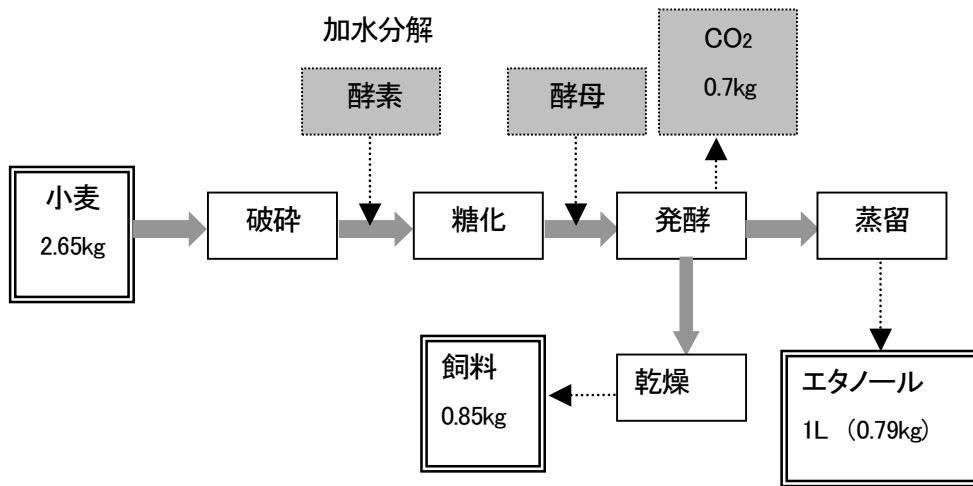 加水分解
酵素
酵母
CO2
0.7kg
小麦
2.65kg
破砕
糖化
発酵
蒸留
飼料
0.85kg
乾燥
エタノール
1L (0.79kg)